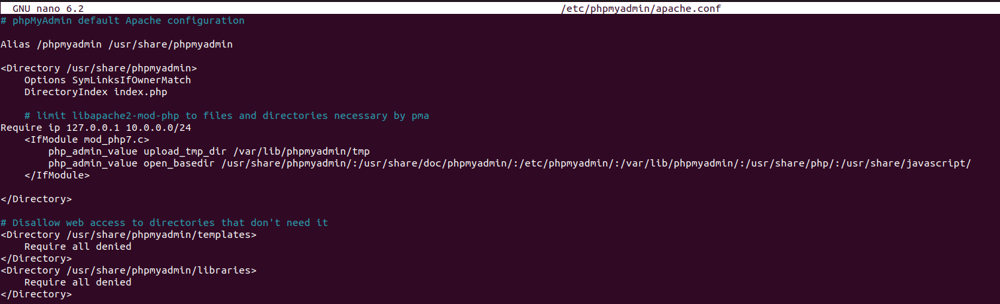 GNU nano 6.2 /etc/phpmyadmin/apache.conf
# phpMyAdmin default Apache configuration
Alias /phpmyadmin /usr/share/phpmyadmin
<Directory /usr/share/phpmyadmin>
    Options SymLinksIfOwnerMatch
    DirectoryIndex index.php
    # limit libapache2-mod-php to files and directories necessary by pma
Require ip 127.0.0.1 10.0.0.0/24
    <IfModule mod_php7.c>
        php_admin_value upload_tmp_dir /var/lib/phpmyadmin/tmp
        php_admin_value open_basedir /usr/share/phpmyadmin/:/usr/share/doc/phpmyadmin/:/etc/phpmyadmin/:/var/lib/phpmyadmin/:/usr/share/php/:/usr/share/javascript/
    </IfModule>
</Directory>
# Disallow web access to directories that don't need it
<Directory /usr/share/phpmyadmin/templates>
    Require all denied
</Directory>
<Directory /usr/share/phpmyadmin/libraries>
    Require all denied
</Directory>